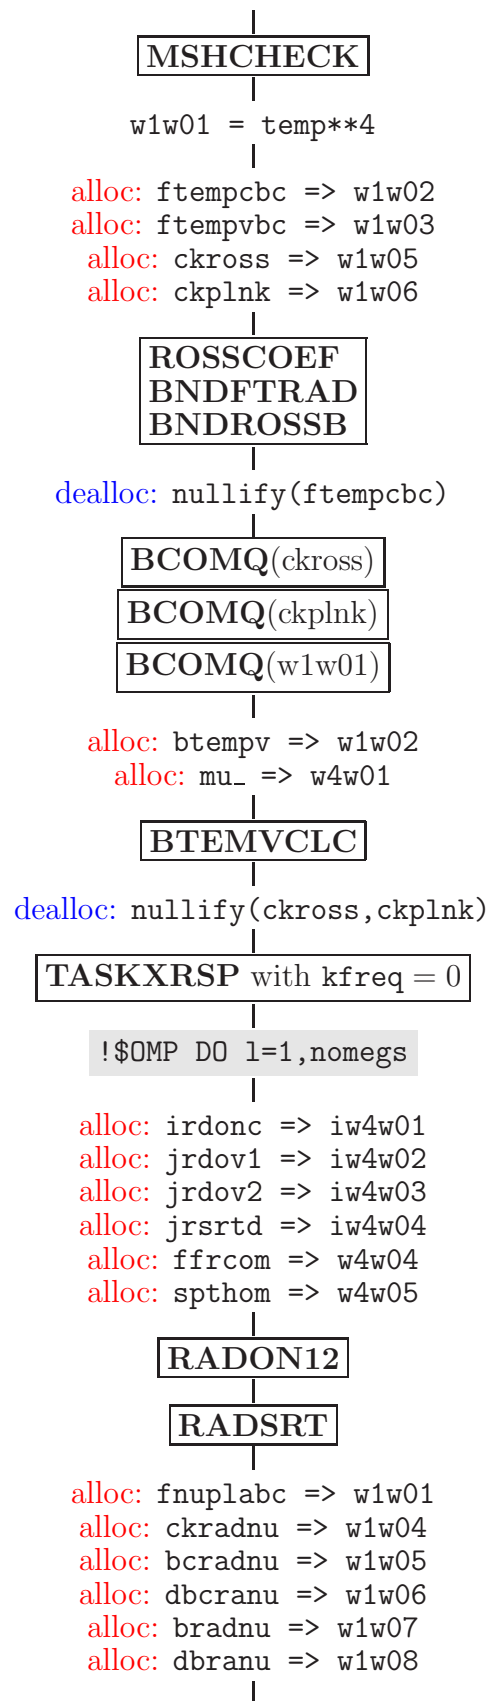 MSHCHECK
w1w01 = temp**4
alloc: ftempcbc => w1w02
alloc: ftempvbc => w1w03
alloc: ckross => w1w05
alloc: ckplnk => w1w06
ROSSCOEF
BNDFTRAD
BNDROSSB
dealloc: nullify(ftempcbc)
BCOMQ(ckross)
BCOMQ(ckplnk)
BCOMQ(w1w01)
alloc: btempv => w1w02
alloc: mu_ => w4w01
BTEMVCLC
dealloc: nullify(ckross,ckplnk)
TASKXRSP with kfreq = 0
!$OMP DO l=1,nomegs
alloc: irdonc => iw4w01
alloc: jrdov1 => iw4w02
alloc: jrdov2 => iw4w03
alloc: jrsrtd => iw4w04
alloc: ffrcom => w4w04
alloc: spthom => w4w05
RADON12
RADSRT
alloc: fnuplabc => w1w01
alloc: ckradnu => w1w04
alloc: bcradnu => w1w05
alloc: dbcranu => w1w06
alloc: bradnu => w1w07
alloc: dbranu => w1w08